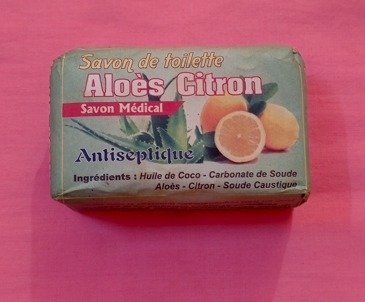 Savon de toilette
Aloès Citron
Savon Médical
Antiseptique
Ingrédients : Huile de Coco - Carbonate de Soude
Aloès - Citron - Soude Caustique